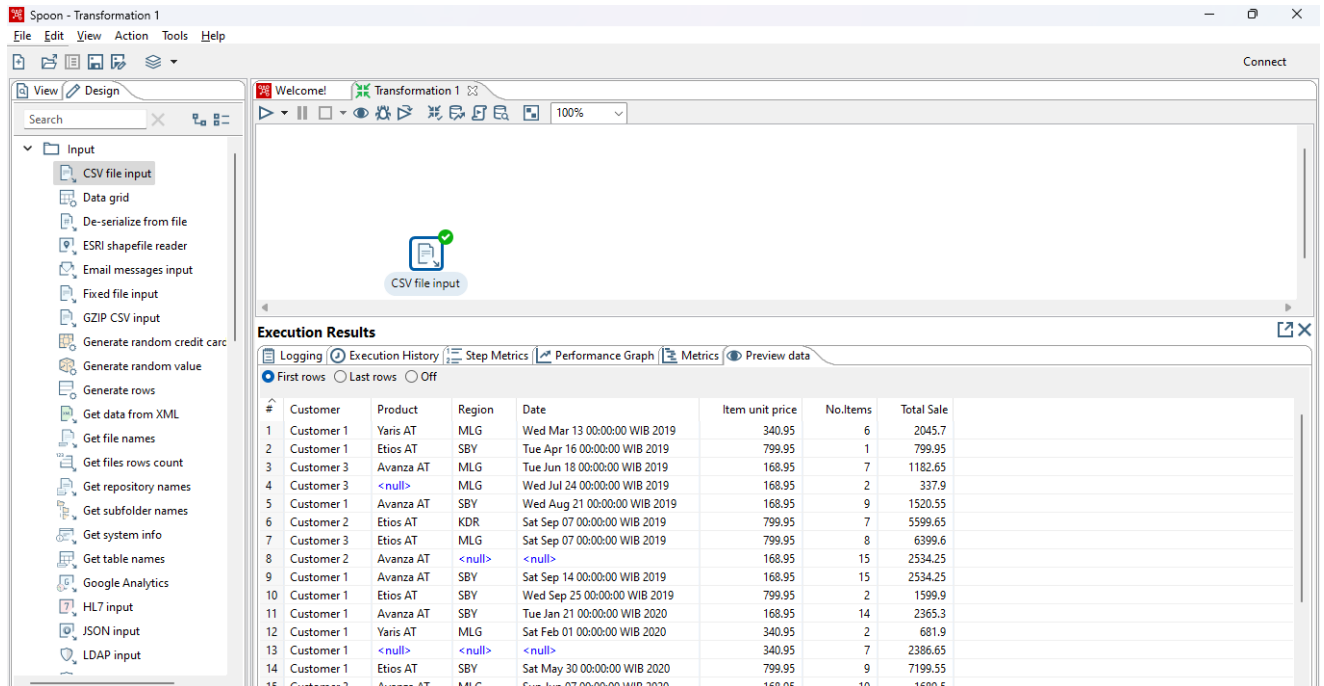 Spoon - Transformation 1
File Edit View Action Tools Help
Connect
View Design
Search
Input
CSV file input
Data grid
De-serialize from file
ESRI shapefile reader
Email messages input
Fixed file input
GZIP CSV input
Generate random credit card
Generate random value
Generate rows
Get data from XML
Get file names
Get files rows count
Get repository names
Get subfolder names
Get system info
Get table names
Google Analytics
HL7 input
JSON input
LDAP input
Welcome! Transformation 1
100%
CSV file input
Execution Results
Logging Execution History Step Metrics Performance Graph Metrics Preview data
First rows Last rows Off
# Customer Product Region Date Item unit price No.Items Total Sale
1 Customer 1 Yaris AT MLG Wed Mar 13 00:00:00 WIB 2019 340.95 6 2045.7
2 Customer 1 Etios AT SBY Tue Apr 16 00:00:00 WIB 2019 799.95 1 799.95
3 Customer 3 Avanza AT MLG Tue Jun 18 00:00:00 WIB 2019 168.95 7 1182.65
4 Customer 3 <null> MLG Wed Jul 24 00:00:00 WIB 2019 168.95 2 337.9
5 Customer 1 Avanza AT SBY Wed Aug 21 00:00:00 WIB 2019 168.95 9 1520.55
6 Customer 2 Etios AT KDR Sat Sep 07 00:00:00 WIB 2019 799.95 7 5599.65
7 Customer 3 Etios AT MLG Sat Sep 07 00:00:00 WIB 2019 799.95 8 6399.6
8 Customer 2 Avanza AT <null> <null> 168.95 15 2534.25
9 Customer 1 Avanza AT SBY Sat Sep 14 00:00:00 WIB 2019 168.95 15 2534.25
10 Customer 1 Etios AT SBY Wed Sep 25 00:00:00 WIB 2019 799.95 2 1599.9
11 Customer 1 Avanza AT SBY Tue Jan 21 00:00:00 WIB 2020 168.95 14 2365.3
12 Customer 1 Yaris AT MLG Sat Feb 01 00:00:00 WIB 2020 340.95 2 681.9
13 Customer 1 <null> <null> <null> 340.95 7 2386.65
14 Customer 1 Etios AT SBY Sat May 30 00:00:00 WIB 2020 799.95 9 7199.55